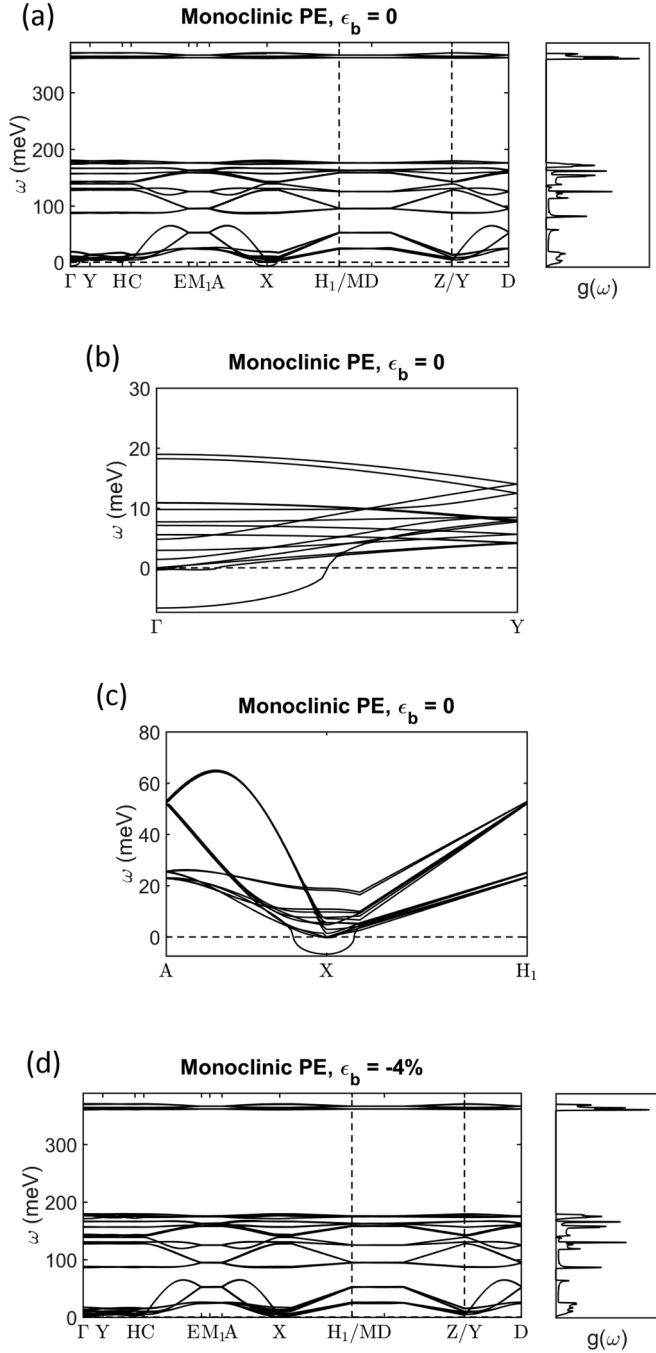 (a)
Monoclinic PE, ϵb = 0
ω (meV)
300
200
100
0
Γ Y HC EM1A X H1/MD Z/Y D
g(ω)
(b)
Monoclinic PE, ϵb = 0
ω (meV)
30
20
10
0
Γ Y
(c)
Monoclinic PE, ϵb = 0
ω (meV)
80
60
40
20
0
A X H1
(d)
Monoclinic PE, ϵb = -4%
ω (meV)
300
200
100
0
Γ Y HC EM1A X H1/MD Z/Y D
g(ω)